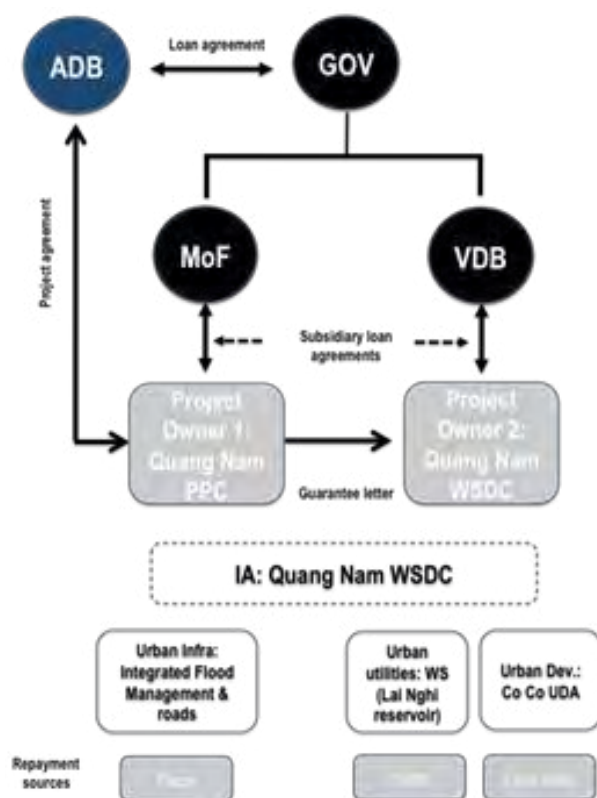 Loan agreement
ADB
GOV
Project agreement
MoF
VDB
Subsidiary loan
agreements
Project
Owner 1:
Quang Nam
PPC
Project
Owner 2:
Quang Nam
WSDC
Guarantee letter
IA: Quang Nam WSDC
Urban Infra:
Integrated Flood
Management &
roads
Urban
utilities: WS
(Lai Nghi
reservoir)
Urban Dev.:
Co Co UDA
Repayment
sources